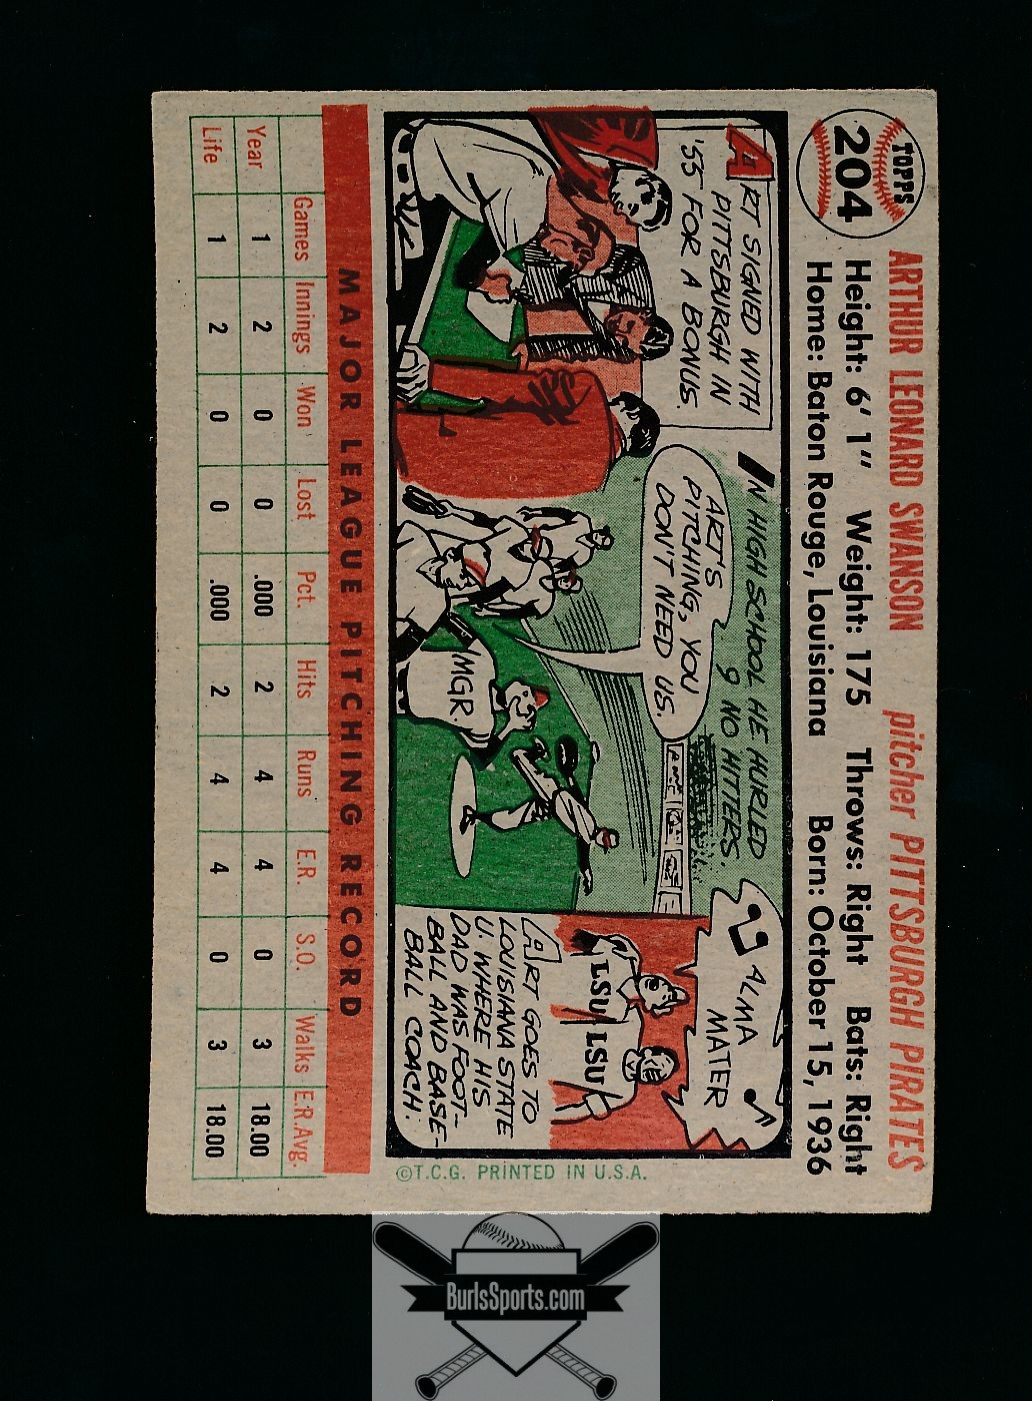 TOPPS
204
ARTHUR LEONARD SWANSON pitcher PITTSBURGH PIRATES
Height: 6' 1" Weight: 175 Throws: Right Bats: Right
Home: Baton Rouge, Louisiana Born: October 15, 1936
ART SIGNED WITH
PITTSBURGH IN
'55 FOR A BONUS.
IN HIGH SCHOOL HE HURLED
9 NO HITTERS.
ART'S
PITCHING, YOU
DON'T NEED US.
MGR.
ALMA
MATER
LSU LSU
ART GOES TO
LOUISIANA STATE
U. WHERE HIS
DAD WAS FOOT-
BALL AND BASE-
BALL COACH.
©T.C.G. PRINTED IN U.S.A.
MAJOR LEAGUE PITCHING RECORD
Games Innings Won Lost Pct. Hits Runs E.R. S.O. Walks E.R.Avg.
Year 1 2 0 0 .000 2 4 4 0 3 18.00
Life 1 2 0 0 .000 2 4 4 0 3 18.00
BurlsSports.com